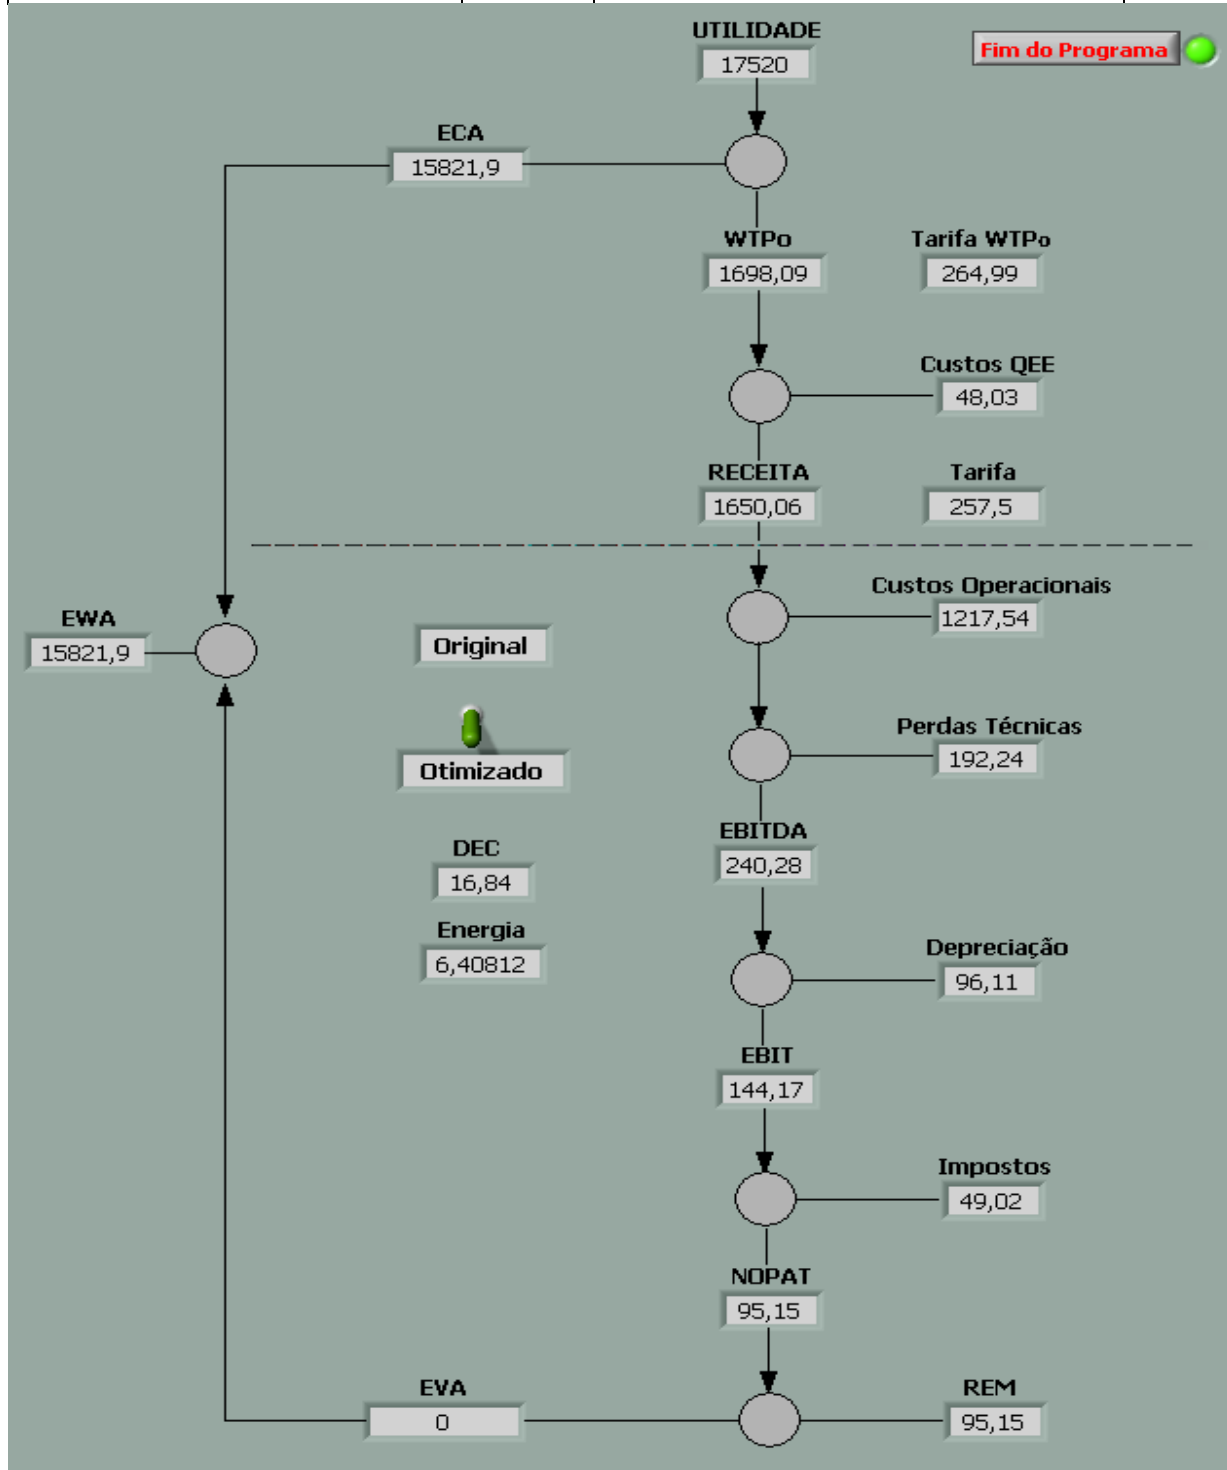 UTILIDADE
17520
Fim do Programa
ECA
15821,9
WTPo
1698,09
Tarifa WTPo
264,99
Custos QEE
48,03
RECEITA
1650,06
Tarifa
257,5
Custos Operacionais
1217,54
EWA
15821,9
Original
Otimizado
Perdas Técnicas
192,24
DEC
16,84
EBITDA
240,28
Energia
6,40812
Depreciação
96,11
EBIT
144,17
Impostos
49,02
NOPAT
95,15
EVA
0
REM
95,15